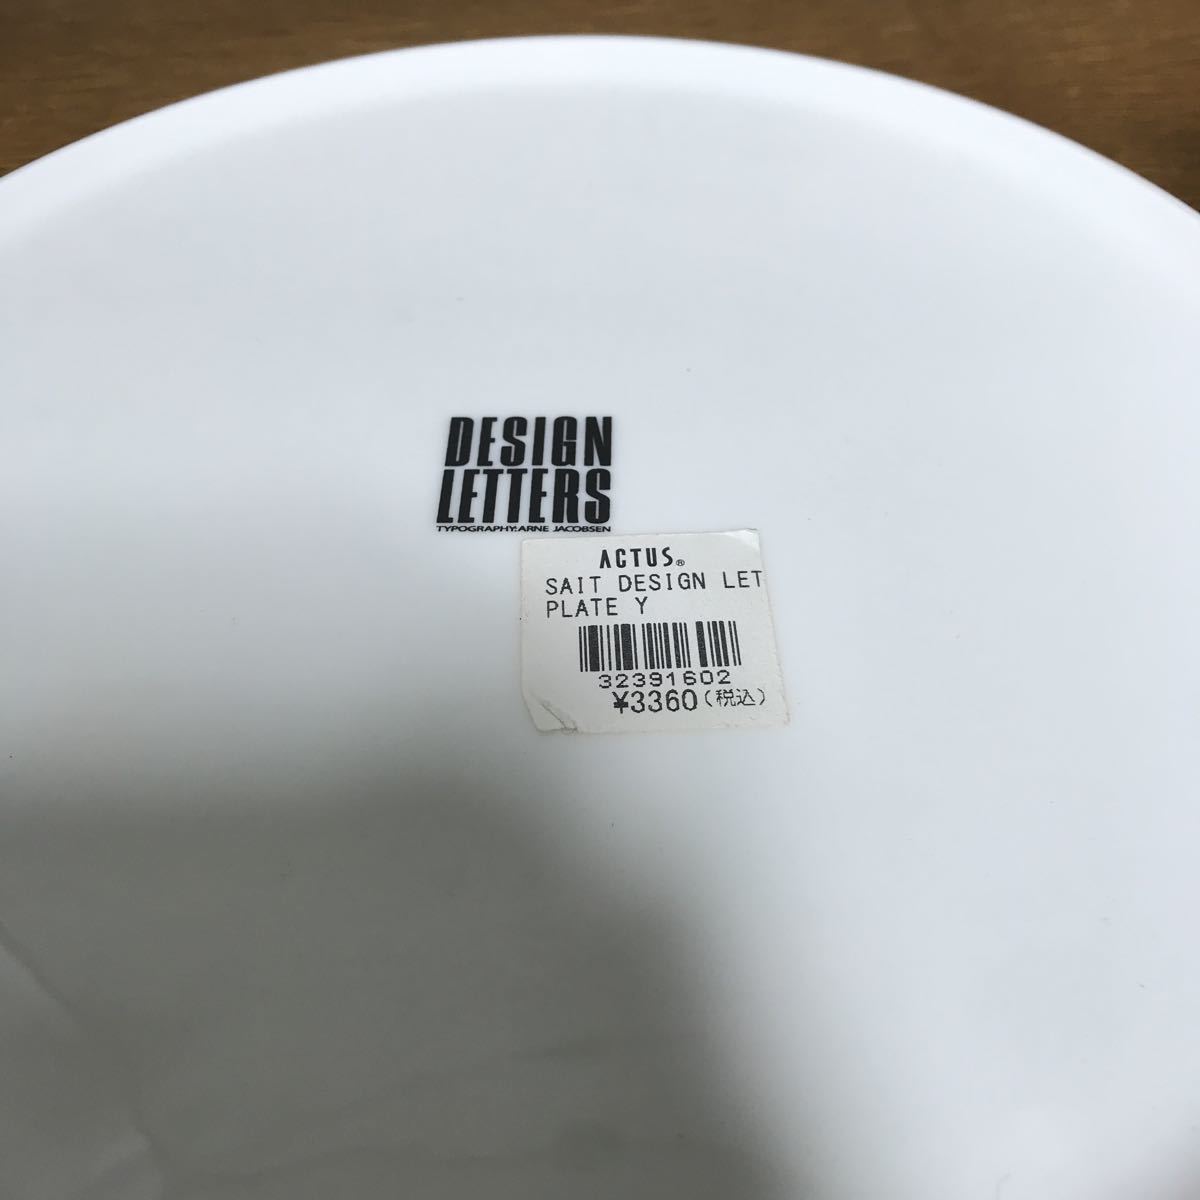 DESIGN
LETTERS
TYPOGRAPHY:ARNE JACOBSEN
ACTUS®
SAIT DESIGN LET
PLATE Y
32391602
¥3360(税込)